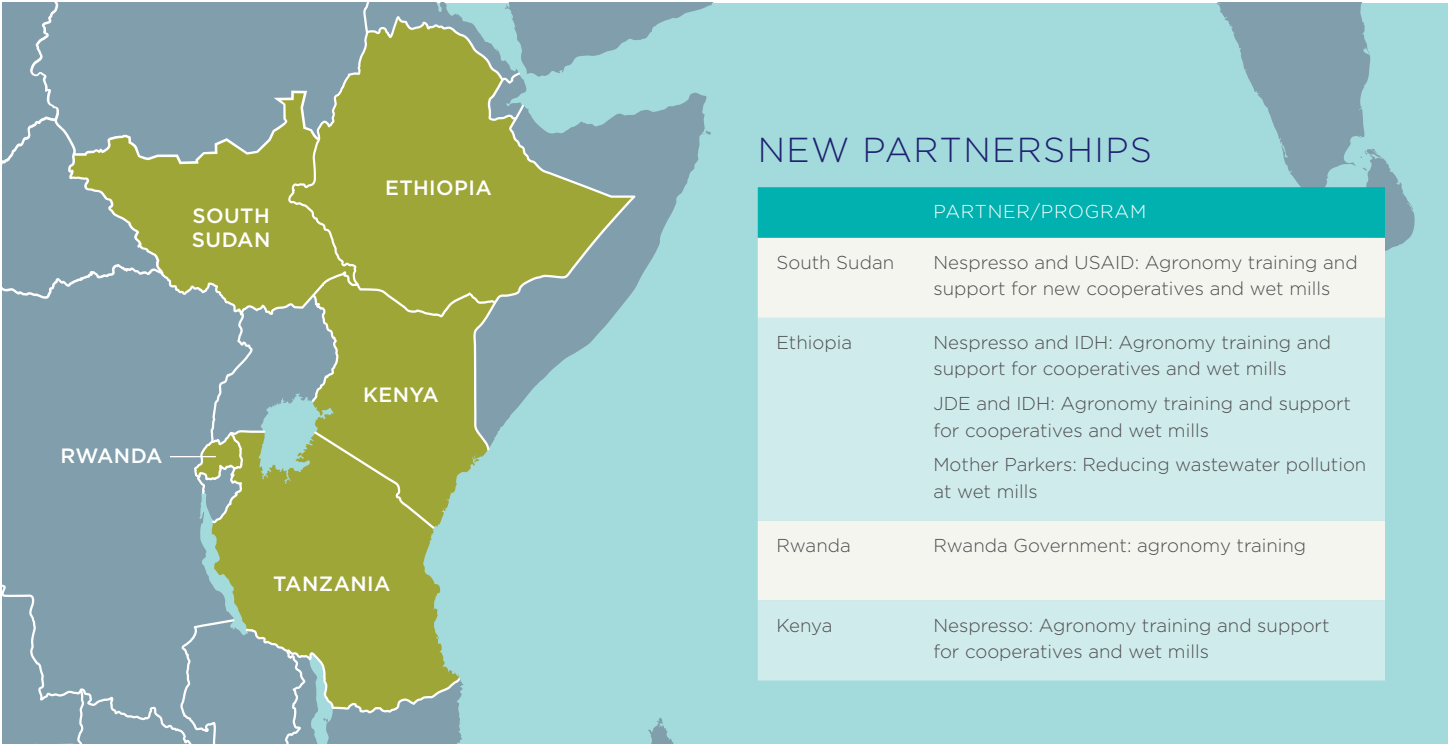 ETHIOPIA
SOUTH
SUDAN
KENYA
RWANDA
TANZANIA
NEW PARTNERSHIPS
PARTNER/PROGRAM
South Sudan
Nespresso and USAID: Agronomy training and
support for new cooperatives and wet mills
Ethiopia
Nespresso and IDH: Agronomy training and
support for cooperatives and wet mills
JDE and IDH: Agronomy training and support
for cooperatives and wet mills
Mother Parkers: Reducing wastewater pollution
at wet mills
Rwanda
Rwanda Government: agronomy training
Kenya
Nespresso: Agronomy training and support
for cooperatives and wet mills